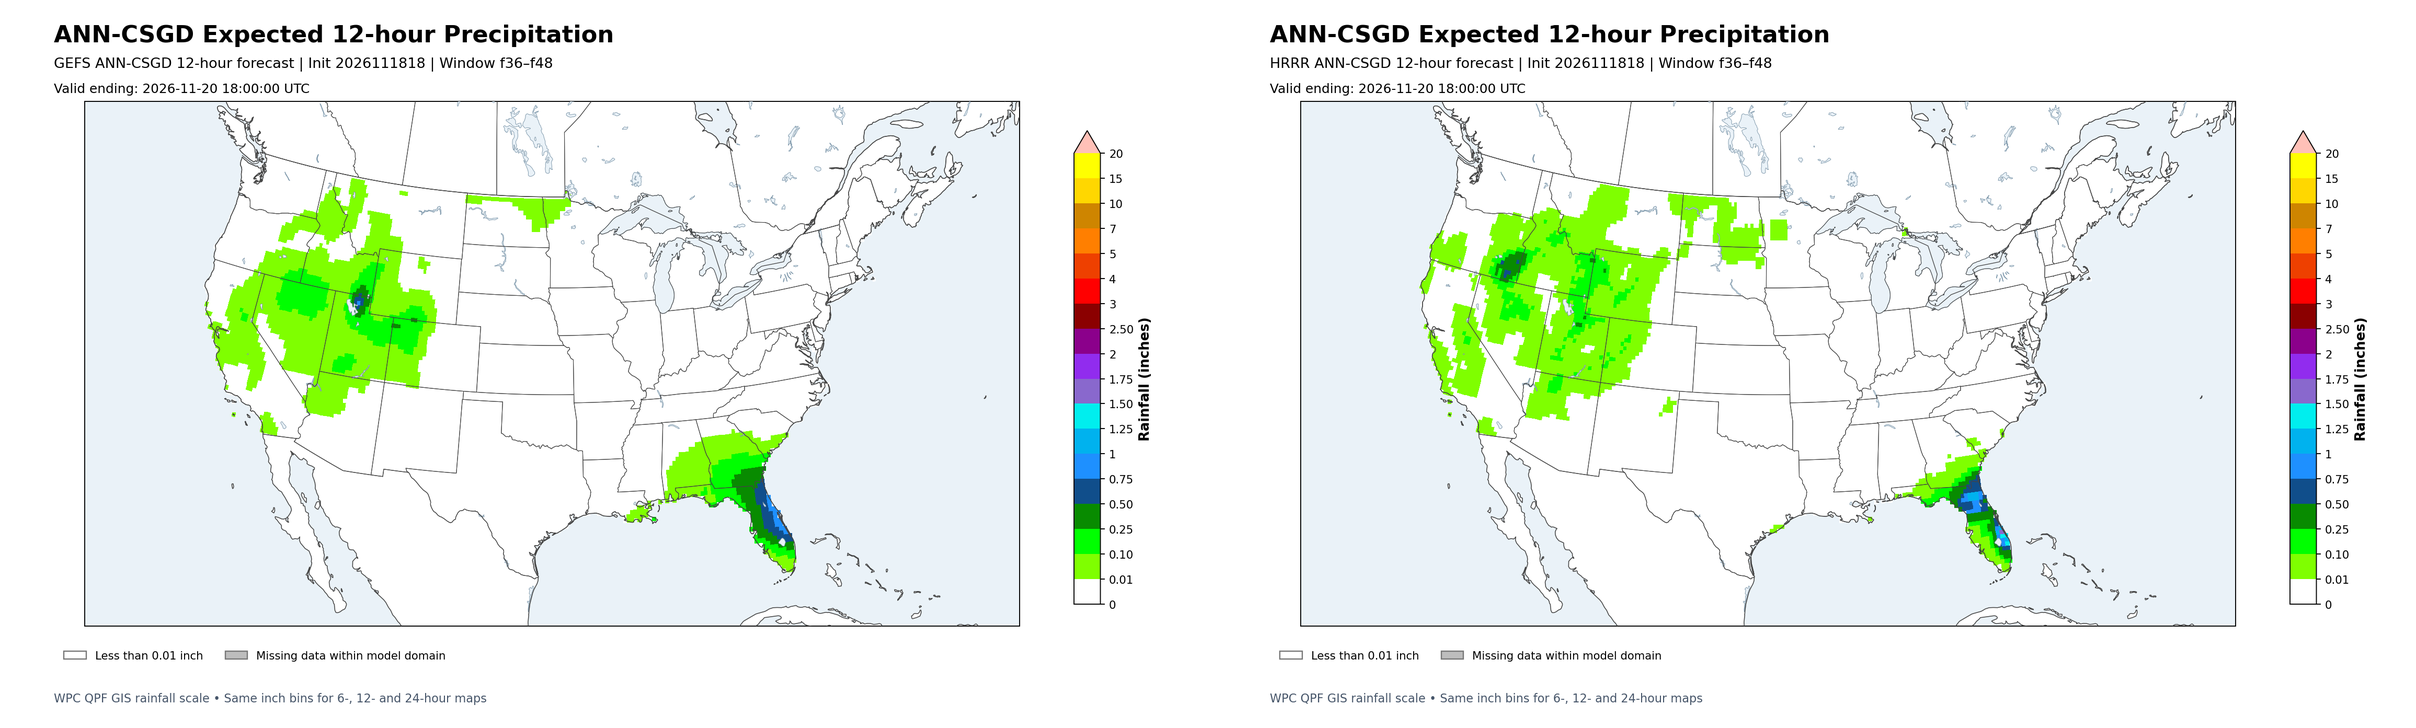 ANN-CSGD Expected 12-hour Precipitation
GEFS ANN-CSGD 12-hour forecast | Init 2026111818 | Window f36–f48
Valid ending: 2026-11-20 18:00:00 UTC
20
15
10
7
5
4
3
2.50
2
1.75
1.50
1.25
1
0.75
0.50
0.25
0.10
0.01
0
Rainfall (inches)
Less than 0.01 inch
Missing data within model domain
WPC QPF GIS rainfall scale • Same inch bins for 6-, 12- and 24-hour maps
ANN-CSGD Expected 12-hour Precipitation
HRRR ANN-CSGD 12-hour forecast | Init 2026111818 | Window f36–f48
Valid ending: 2026-11-20 18:00:00 UTC
20
15
10
7
5
4
3
2.50
2
1.75
1.50
1.25
1
0.75
0.50
0.25
0.10
0.01
0
Rainfall (inches)
Less than 0.01 inch
Missing data within model domain
WPC QPF GIS rainfall scale • Same inch bins for 6-, 12- and 24-hour maps